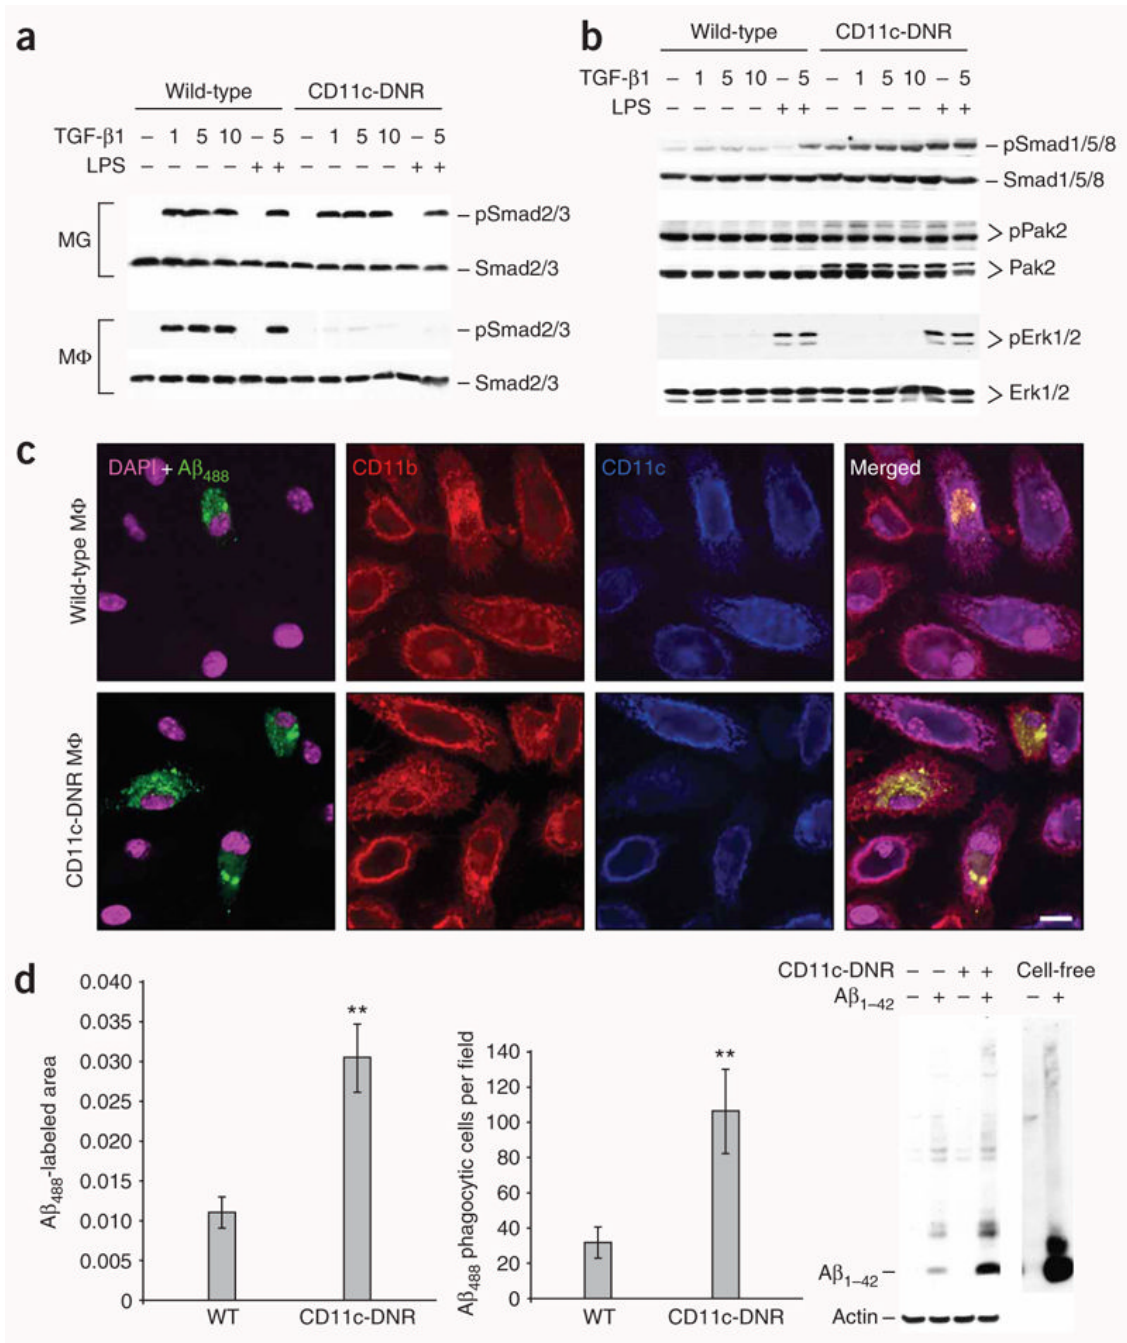 a
Wild-type CD11c-DNR
TGF-β1 – 1 5 10 – 5 – 1 5 10 – 5
LPS – – – – + + – – – – + +
MG
– pSmad2/3
– Smad2/3
MΦ
– pSmad2/3
– Smad2/3
b
Wild-type CD11c-DNR
TGF-β1 – 1 5 10 – 5 – 1 5 10 – 5
LPS – – – – + + – – – – + +
– pSmad1/5/8
– Smad1/5/8
> pPak2
> Pak2
> pErk1/2
> Erk1/2
c
DAPI + Aβ488 CD11b CD11c Merged
Wild-type MΦ
CD11c-DNR MΦ
d
Aβ488-labeled area
0.040
0.035
0.030
0.025
0.020
0.015
0.010
0.005
0
**
WT CD11c-DNR
Aβ488 phagocytic cells per field
140
120
100
80
60
40
20
0
**
WT CD11c-DNR
CD11c-DNR – – + + Cell-free
Aβ1–42 – + – + – +
Aβ1–42 –
Actin –